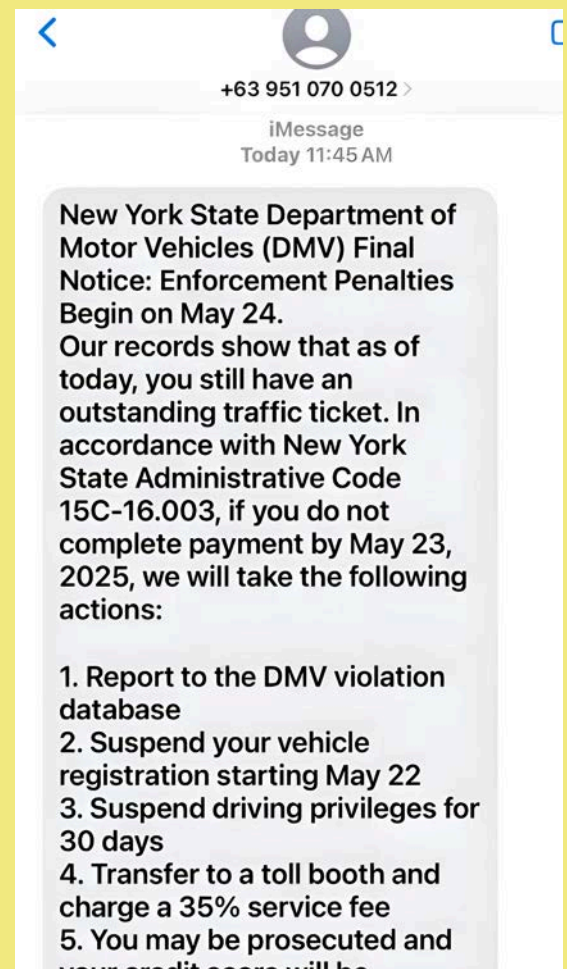 +63 951 070 0512 >
iMessage
Today 11:45 AM
New York State Department of
Motor Vehicles (DMV) Final
Notice: Enforcement Penalties
Begin on May 24.
Our records show that as of
today, you still have an
outstanding traffic ticket. In
accordance with New York
State Administrative Code
15C-16.003, if you do not
complete payment by May 23,
2025, we will take the following
actions:
1. Report to the DMV violation
database
2. Suspend your vehicle
registration starting May 22
3. Suspend driving privileges for
30 days
4. Transfer to a toll booth and
charge a 35% service fee
5. You may be prosecuted and
your credit score will be